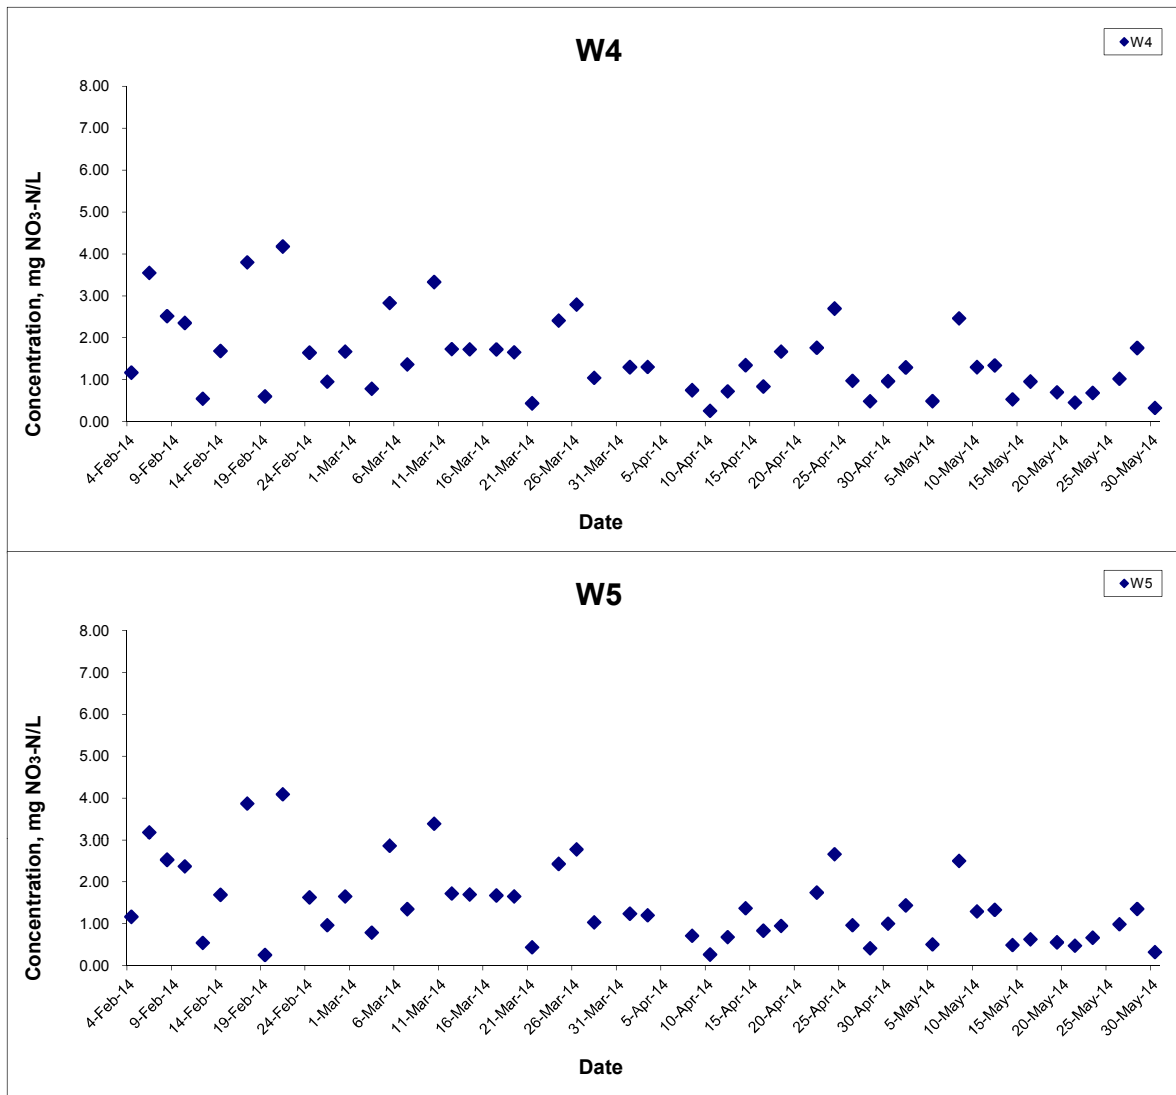 W4
W4
8.00
7.00
6.00
5.00
4.00
3.00
2.00
1.00
0.00
Concentration, mg NO₃-N/L
4-Feb-14
9-Feb-14
14-Feb-14
19-Feb-14
24-Feb-14
1-Mar-14
6-Mar-14
11-Mar-14
16-Mar-14
21-Mar-14
26-Mar-14
31-Mar-14
5-Apr-14
10-Apr-14
15-Apr-14
20-Apr-14
25-Apr-14
30-Apr-14
5-May-14
10-May-14
15-May-14
20-May-14
25-May-14
30-May-14
Date
W5
W5
8.00
7.00
6.00
5.00
4.00
3.00
2.00
1.00
0.00
Concentration, mg NO₃-N/L
4-Feb-14
9-Feb-14
14-Feb-14
19-Feb-14
24-Feb-14
1-Mar-14
6-Mar-14
11-Mar-14
16-Mar-14
21-Mar-14
26-Mar-14
31-Mar-14
5-Apr-14
10-Apr-14
15-Apr-14
20-Apr-14
25-Apr-14
30-Apr-14
5-May-14
10-May-14
15-May-14
20-May-14
25-May-14
30-May-14
Date